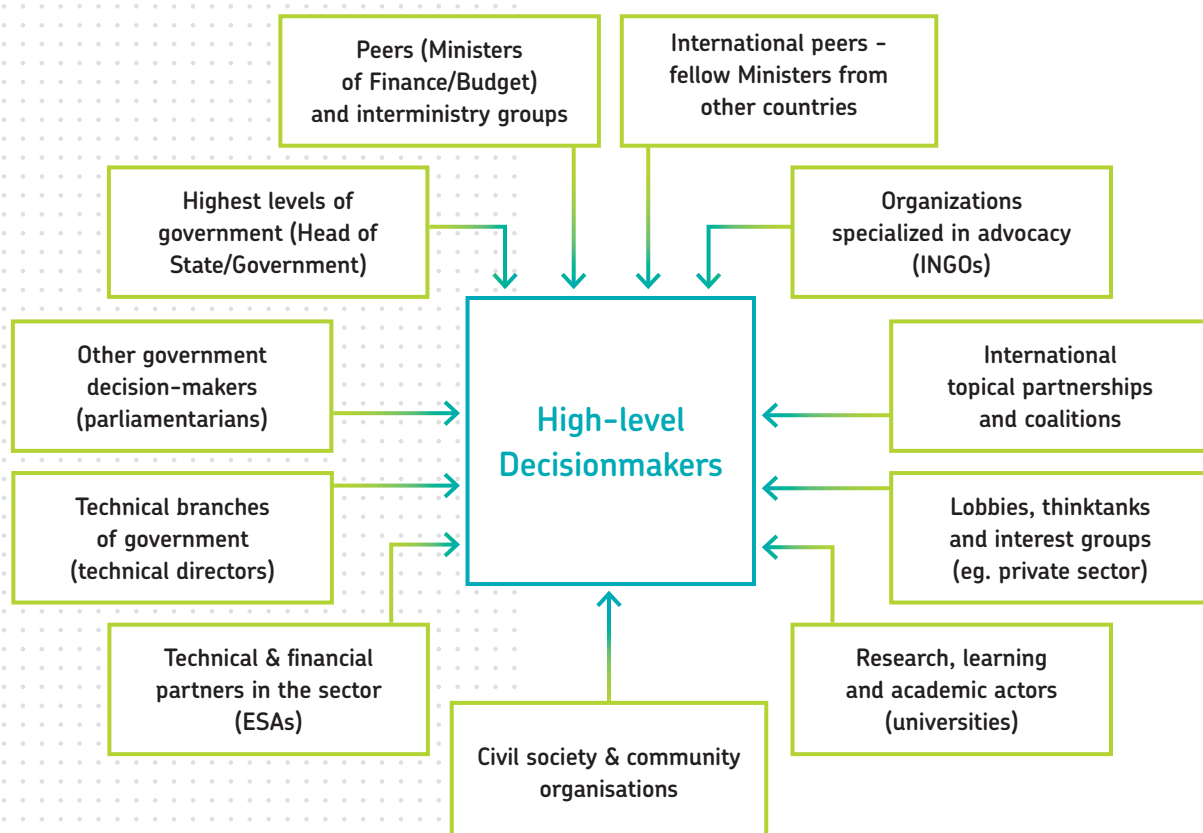 Peers (Ministers
of Finance/Budget)
and interministry groups
International peers -
fellow Ministers from
other countries
Highest levels of
government (Head of
State/Government)
Organizations
specialized in advocacy
(INGOs)
Other government
decision-makers
(parliamentarians)
High-level
Decisionmakers
International
topical partnerships
and coalitions
Technical branches
of government
(technical directors)
Lobbies, thinktanks
and interest groups
(eg. private sector)
Technical & financial
partners in the sector
(ESAs)
Research, learning
and academic actors
(universities)
Civil society & community
organisations